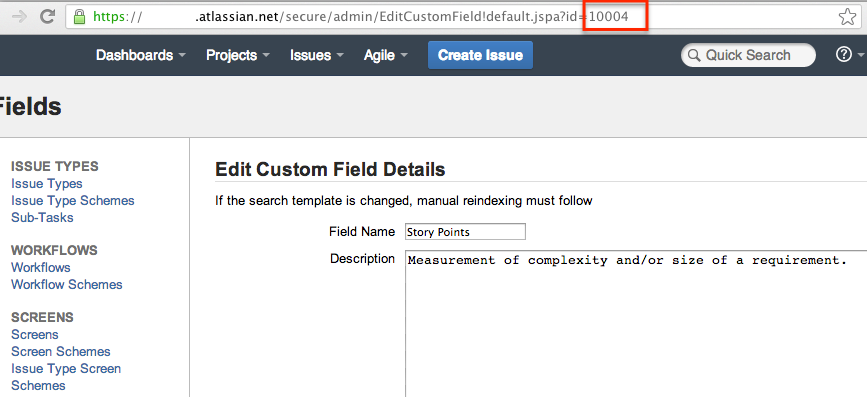 https:// .atlassian.net/secure/admin/EditCustomField!default.jspa?id=10004
Dashboards Projects Issues Agile Create Issue Quick Search ?
Fields
ISSUE TYPES
Issue Types
Issue Type Schemes
Sub-Tasks
WORKFLOWS
Workflows
Workflow Schemes
SCREENS
Screens
Screen Schemes
Issue Type Screen
Schemes
Edit Custom Field Details
If the search template is changed, manual reindexing must follow
Field Name Story Points
Description Measurement of complexity and/or size of a requirement.